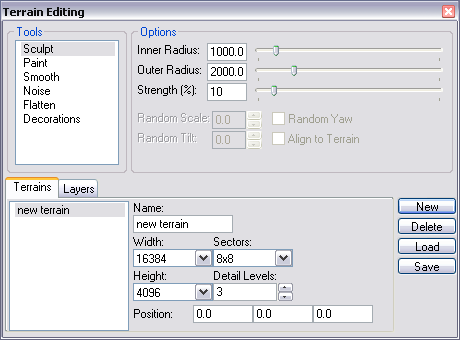 Terrain Editing
Tools
Sculpt
Paint
Smooth
Noise
Flatten
Decorations
Options
Inner Radius: 1000.0
Outer Radius: 2000.0
Strength (%): 10
Random Scale: 0.0 Random Yaw
Random Tilt: 0.0 Align to Terrain
Terrains Layers
new terrain
Name:
new terrain
Width: Sectors:
16384 8x8
Height: Detail Levels:
4096 3
Position: 0.0 0.0 0.0
New
Delete
Load
Save